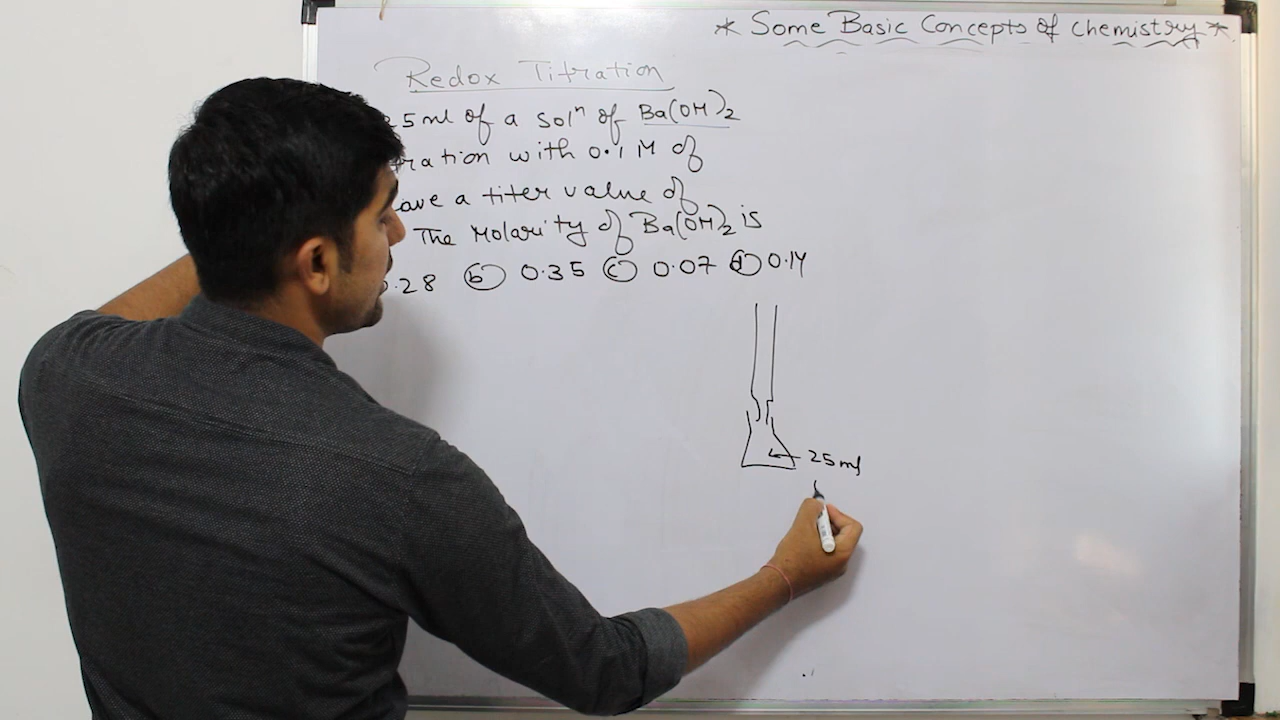 * Some Basic Concepts of Chemistry *
Redox Titration
25 ml of a solⁿ of Ba(OH)₂
tration with 0.1 M of
ave a titer value of
The Molarity of Ba(OH)₂ is
0.28 (b) 0.35 (c) 0.07 (d) 0.14
25 ml